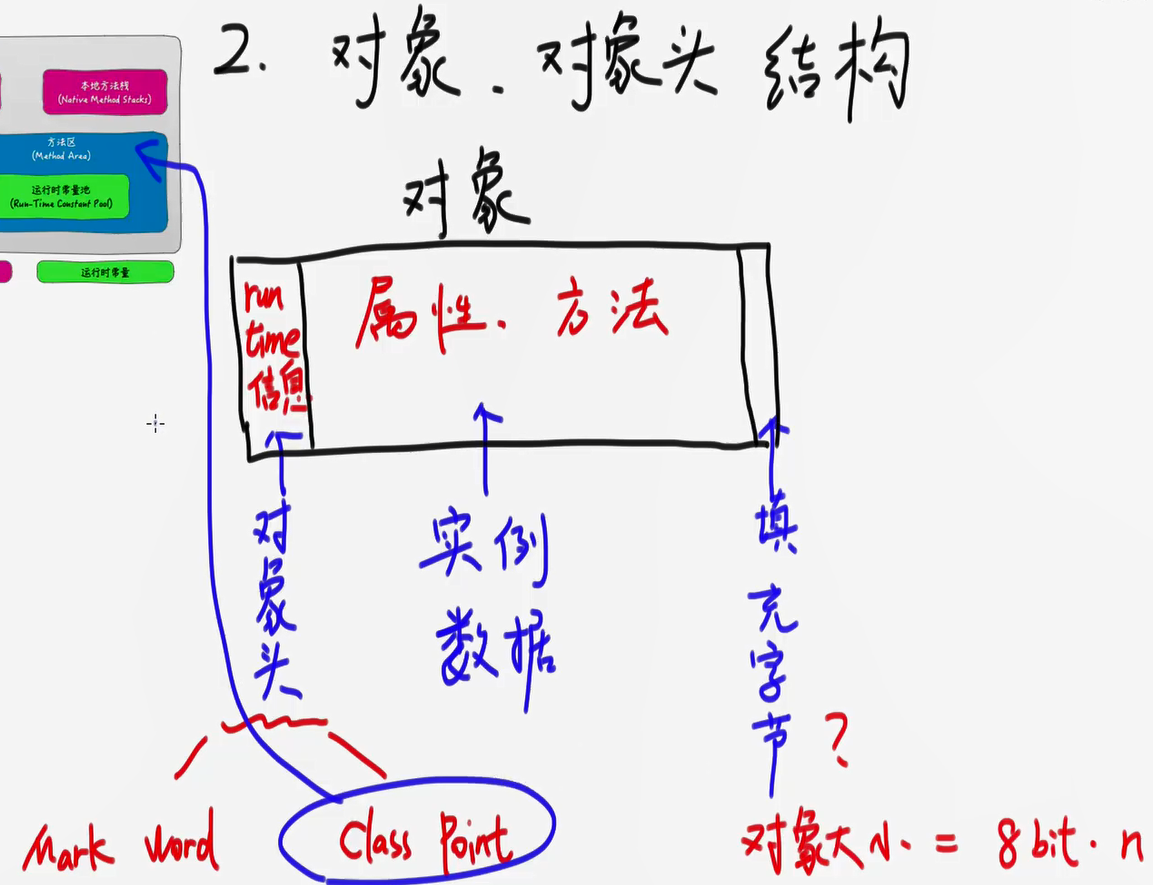 2. 对象、对象头 结构
本地方法栈
(Native Method Stacks)
方法区
(Method Area)
运行时常量池
(Run-Time Constant Pool)
运行时常量
对象
run
time
信息
属性、方法
对象头
实例
数据
填充字节
?
Mark Word
Class Point
对象大小 = 8 bit · n